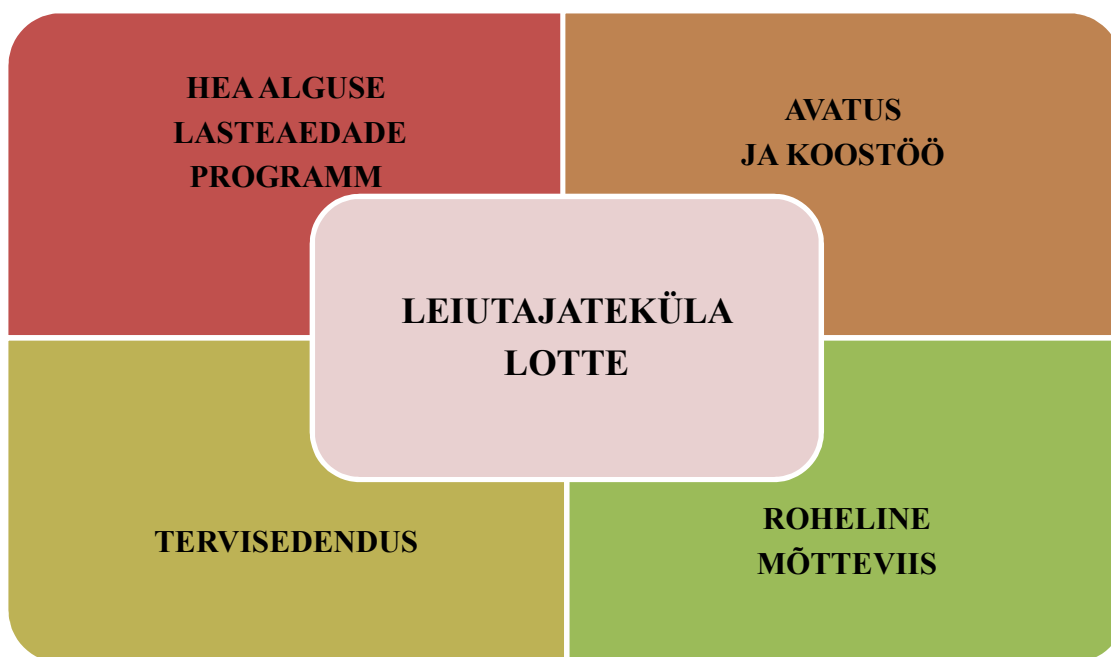 HEA ALGUSE
LASTEAEDADE
PROGRAMM
AVATUS
JA KOOSTÖÖ
LEIUTAJATEKÜLA
LOTTE
TERVISEDENDUS
ROHELINE
MÕTTEVIIS